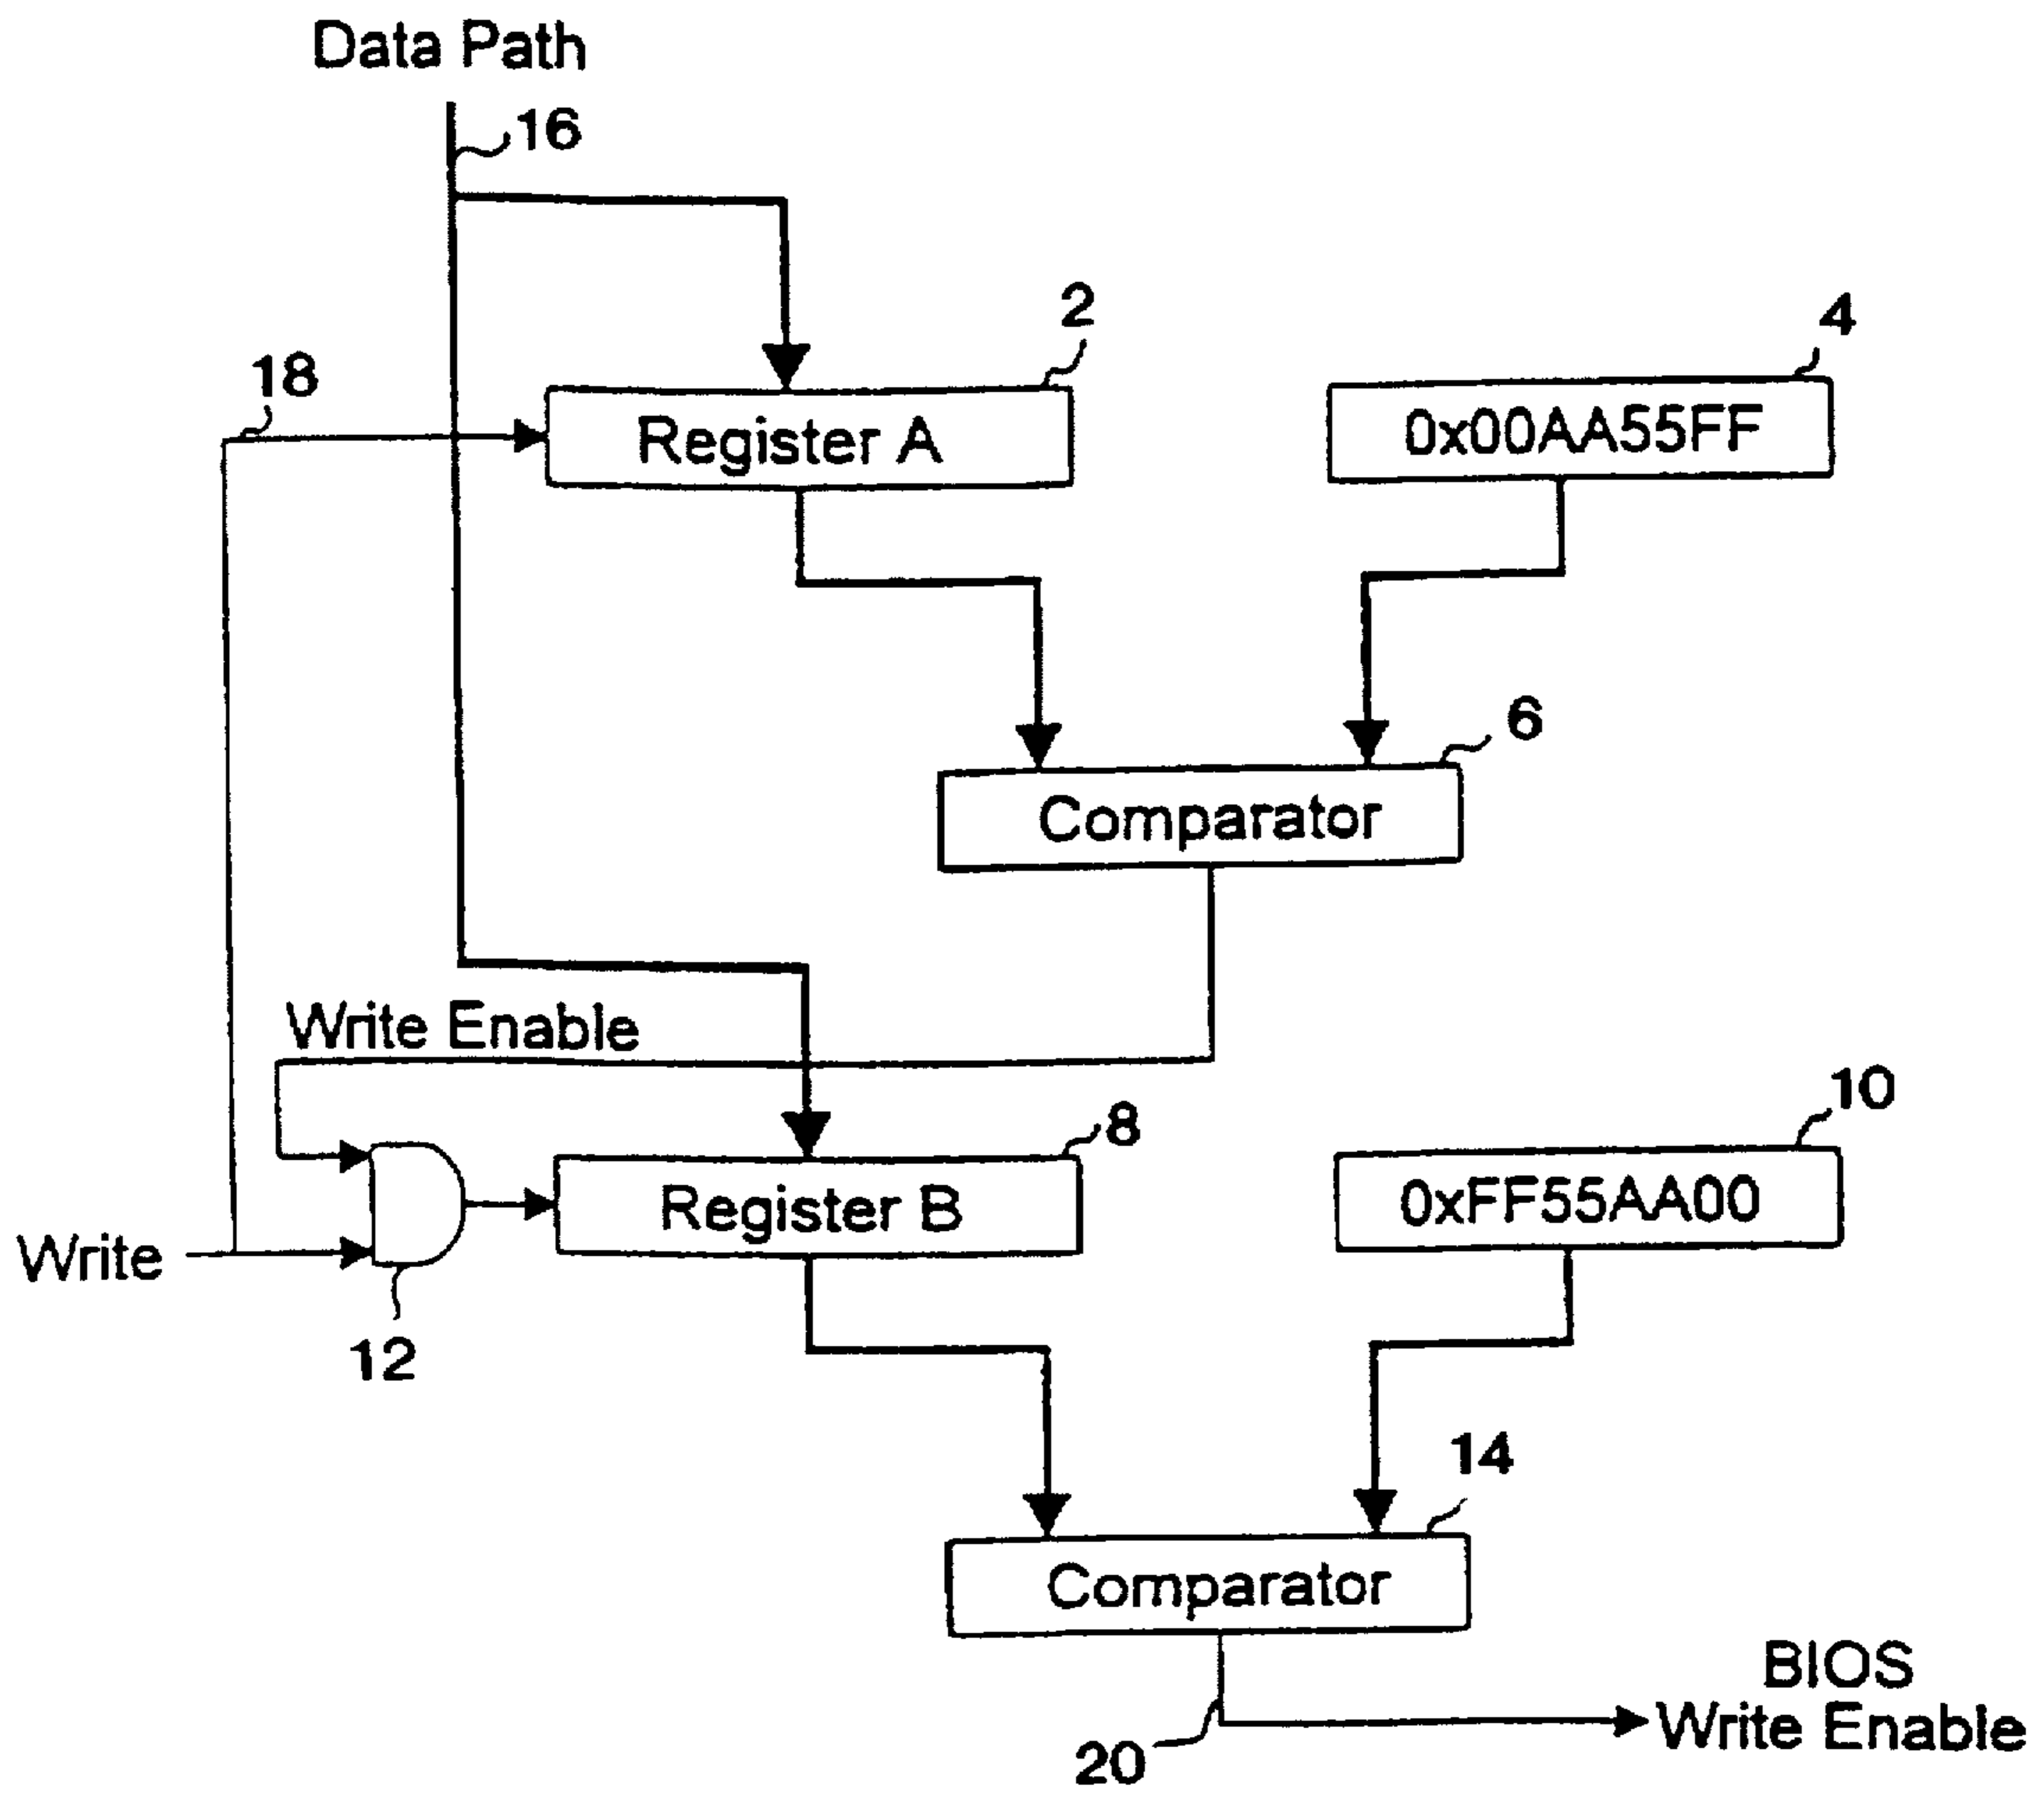 Data Path
16
2
4
18
Register A
0x00AA55FF
6
Comparator
Write Enable
10
8
Register B
0xFF55AA00
Write
12
14
Comparator
BIOS
Write Enable
20